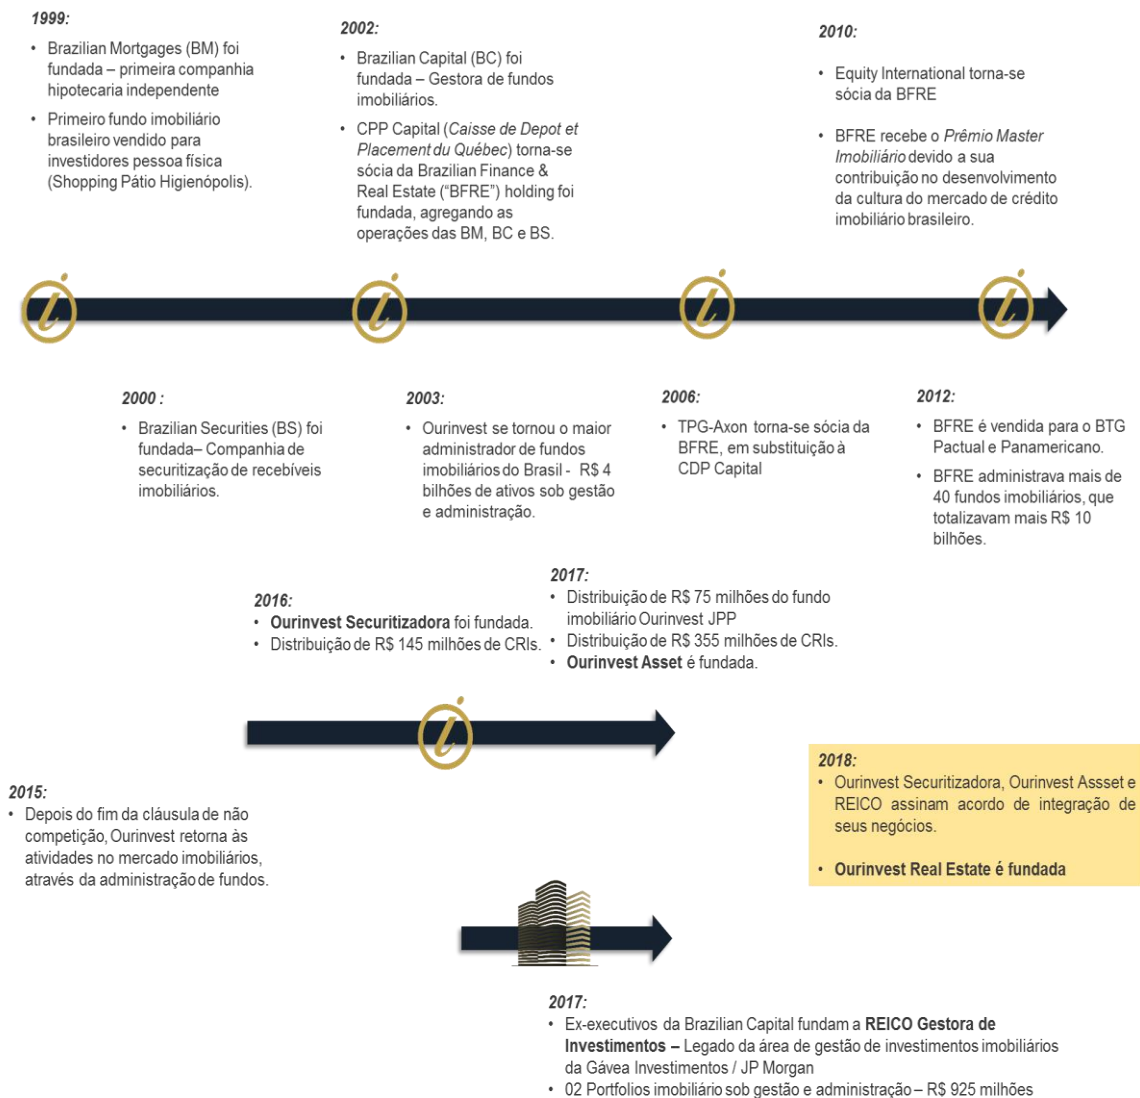 1999:
• Brazilian Mortgages (BM) foi
fundada – primeira companhia
hipotecaria independente
• Primeiro fundo imobiliário
brasileiro vendido para
investidores pessoa física
(Shopping Pátio Higienópolis).
2002:
• Brazilian Capital (BC) foi
fundada – Gestora de fundos
imobiliários.
• CPP Capital (Caisse de Depot et
Placement du Québec) torna-se
sócia da Brazilian Finance &
Real Estate (“BFRE”) holding foi
fundada, agregando as
operações das BM, BC e BS.
2010:
• Equity International torna-se
sócia da BFRE
• BFRE recebe o Prêmio Master
Imobiliário devido a sua
contribuição no desenvolvimento
da cultura do mercado de crédito
imobiliário brasileiro.
i
i
i
i
2000 :
• Brazilian Securities (BS) foi
fundada– Companhia de
securitização de recebíveis
imobiliários.
2003:
• Ourinvest se tornou o maior
administrador de fundos
imobiliários do Brasil - R$ 4
bilhões de ativos sob gestão
e administração.
2006:
• TPG-Axon torna-se sócia da
BFRE, em substituição à
CDP Capital
2012:
• BFRE é vendida para o BTG
Pactual e Panamericano.
• BFRE administrava mais de
40 fundos imobiliários, que
totalizavam mais R$ 10
bilhões.
2016:
• Ourinvest Securitizadora foi fundada.
• Distribuição de R$ 145 milhões de CRIs.
2017:
• Distribuição de R$ 75 milhões do fundo
imobiliário Ourinvest JPP
• Distribuição de R$ 355 milhões de CRIs.
• Ourinvest Asset é fundada.
i
2015:
• Depois do fim da cláusula de não
competição, Ourinvest retorna às
atividades no mercado imobiliários,
através da administração de fundos.
2018:
• Ourinvest Securitizadora, Ourinvest Assset e
REICO assinam acordo de integração de
seus negócios.
• Ourinvest Real Estate é fundada
2017:
• Ex-executivos da Brazilian Capital fundam a REICO Gestora de
Investimentos – Legado da área de gestão de investimentos imobiliários
da Gávea Investimentos / JP Morgan
• 02 Portfolios imobiliário sob gestão e administração – R$ 925 milhões